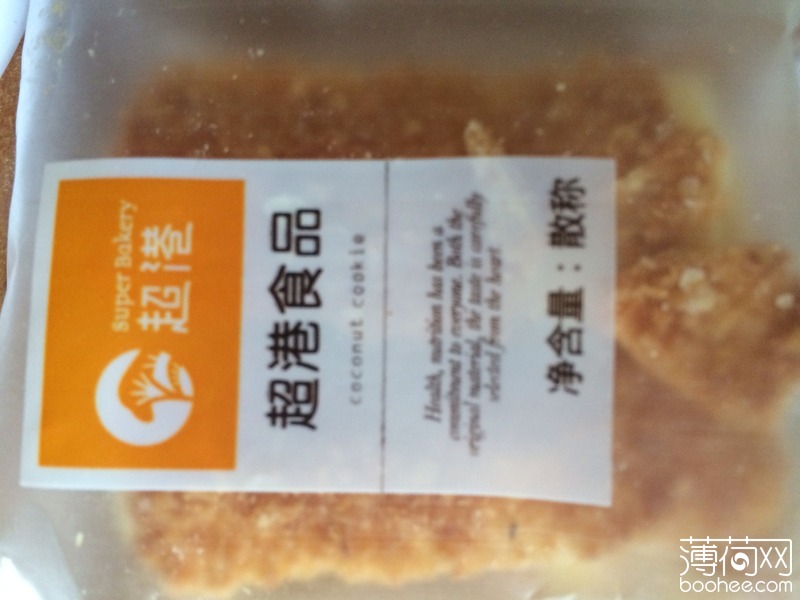 Super Bakery
超港
超港食品
coconut cookie
Health, nutrition has been a
commitmend to everyone. Both the
original material, the taste is carefully
selected from the heart
净含量：散称
薄荷网
boohee.com